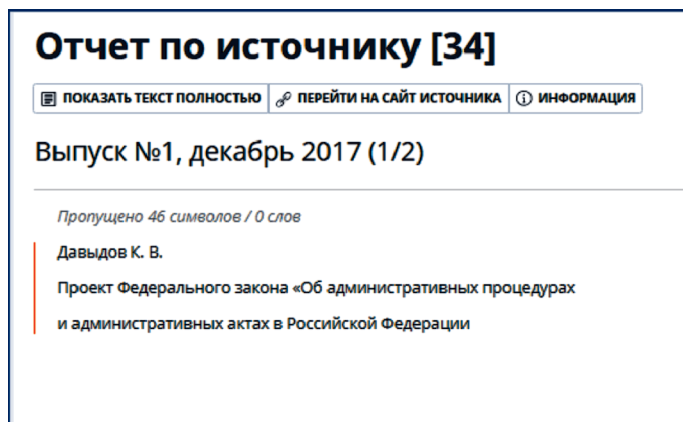 Отчет по источнику [34]
ПОКАЗАТЬ ТЕКСТ ПОЛНОСТЬЮ ПЕРЕЙТИ НА САЙТ ИСТОЧНИКА ИНФОРМАЦИЯ
Выпуск №1, декабрь 2017 (1/2)
Пропущено 46 символов / 0 слов
Давыдов К. В.
Проект Федерального закона «Об административных процедурах
и административных актах в Российской Федерации